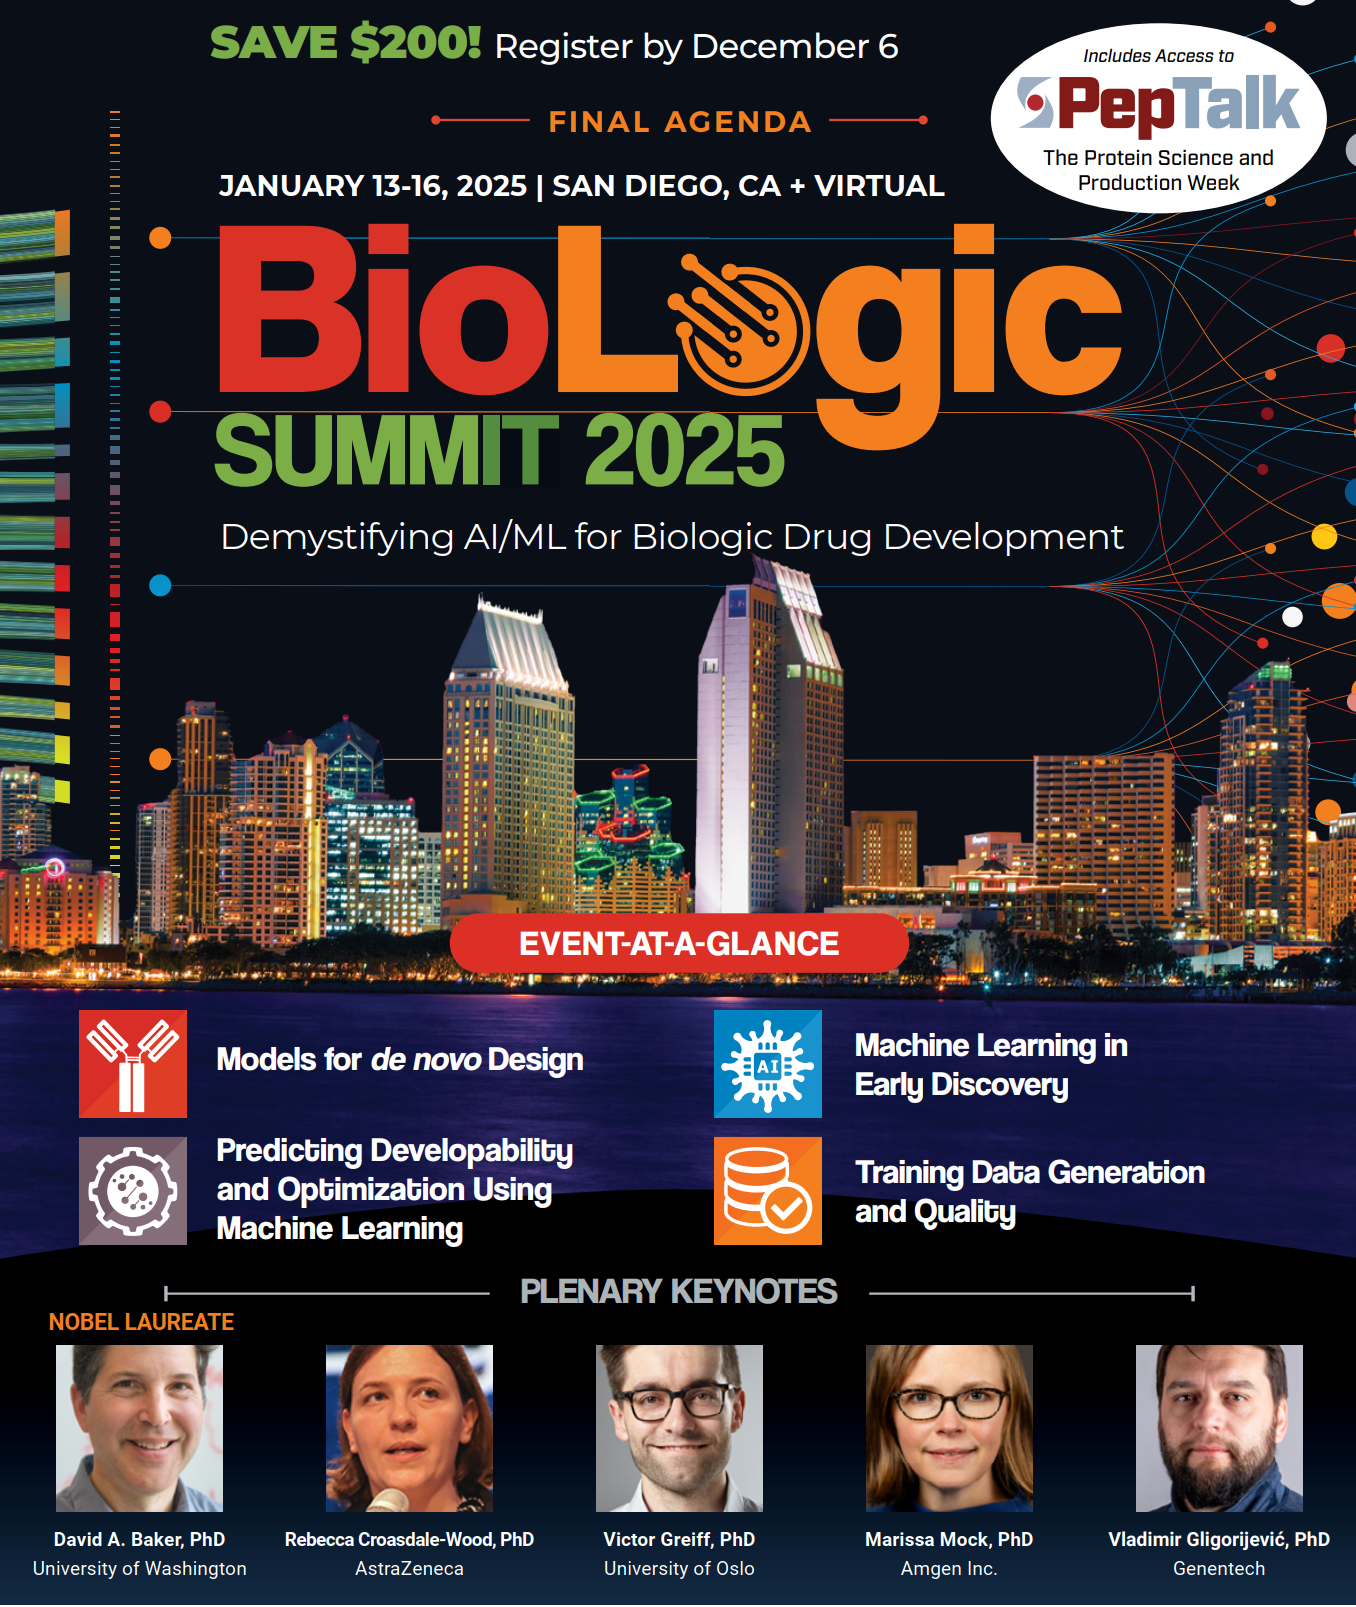 SAVE $200! Register by December 6
Includes Access to
PepTalk
The Protein Science and
Production Week
FINAL AGENDA
JANUARY 13-16, 2025 | SAN DIEGO, CA + VIRTUAL
BioLogic
SUMMIT 2025
Demystifying AI/ML for Biologic Drug Development
EVENT-AT-A-GLANCE
Models for de novo Design
AI
Machine Learning in
Early Discovery
Predicting Developability
and Optimization Using
Machine Learning
Training Data Generation
and Quality
PLENARY KEYNOTES
NOBEL LAUREATE
David A. Baker, PhD
University of Washington
Rebecca Croasdale-Wood, PhD
AstraZeneca
Victor Greiff, PhD
University of Oslo
Marissa Mock, PhD
Amgen Inc.
Vladimir Gligorijević, PhD
Genentech